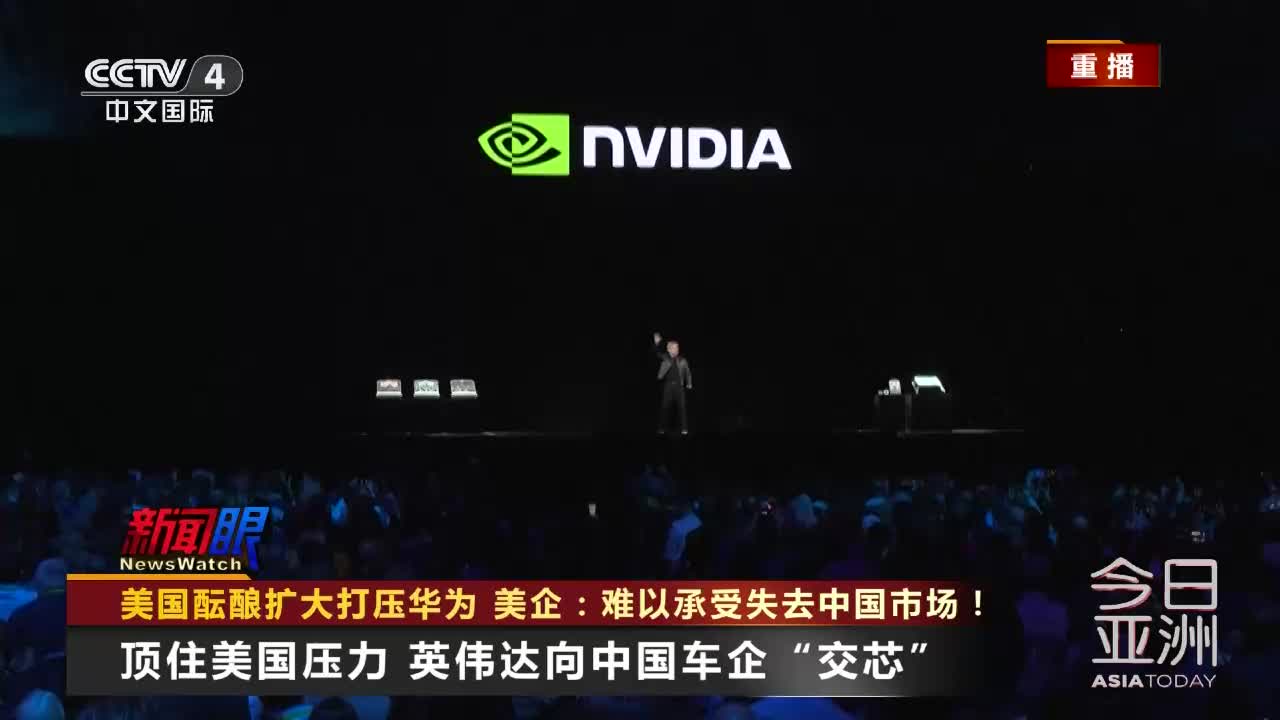 CCTV 4
中文国际
重播
NVIDIA
新闻眼
NewsWatch
美国酝酿扩大打压华为 美企：难以承受失去中国市场！
顶住美国压力 英伟达向中国车企“交芯”
今日
亚洲
ASIA TODAY